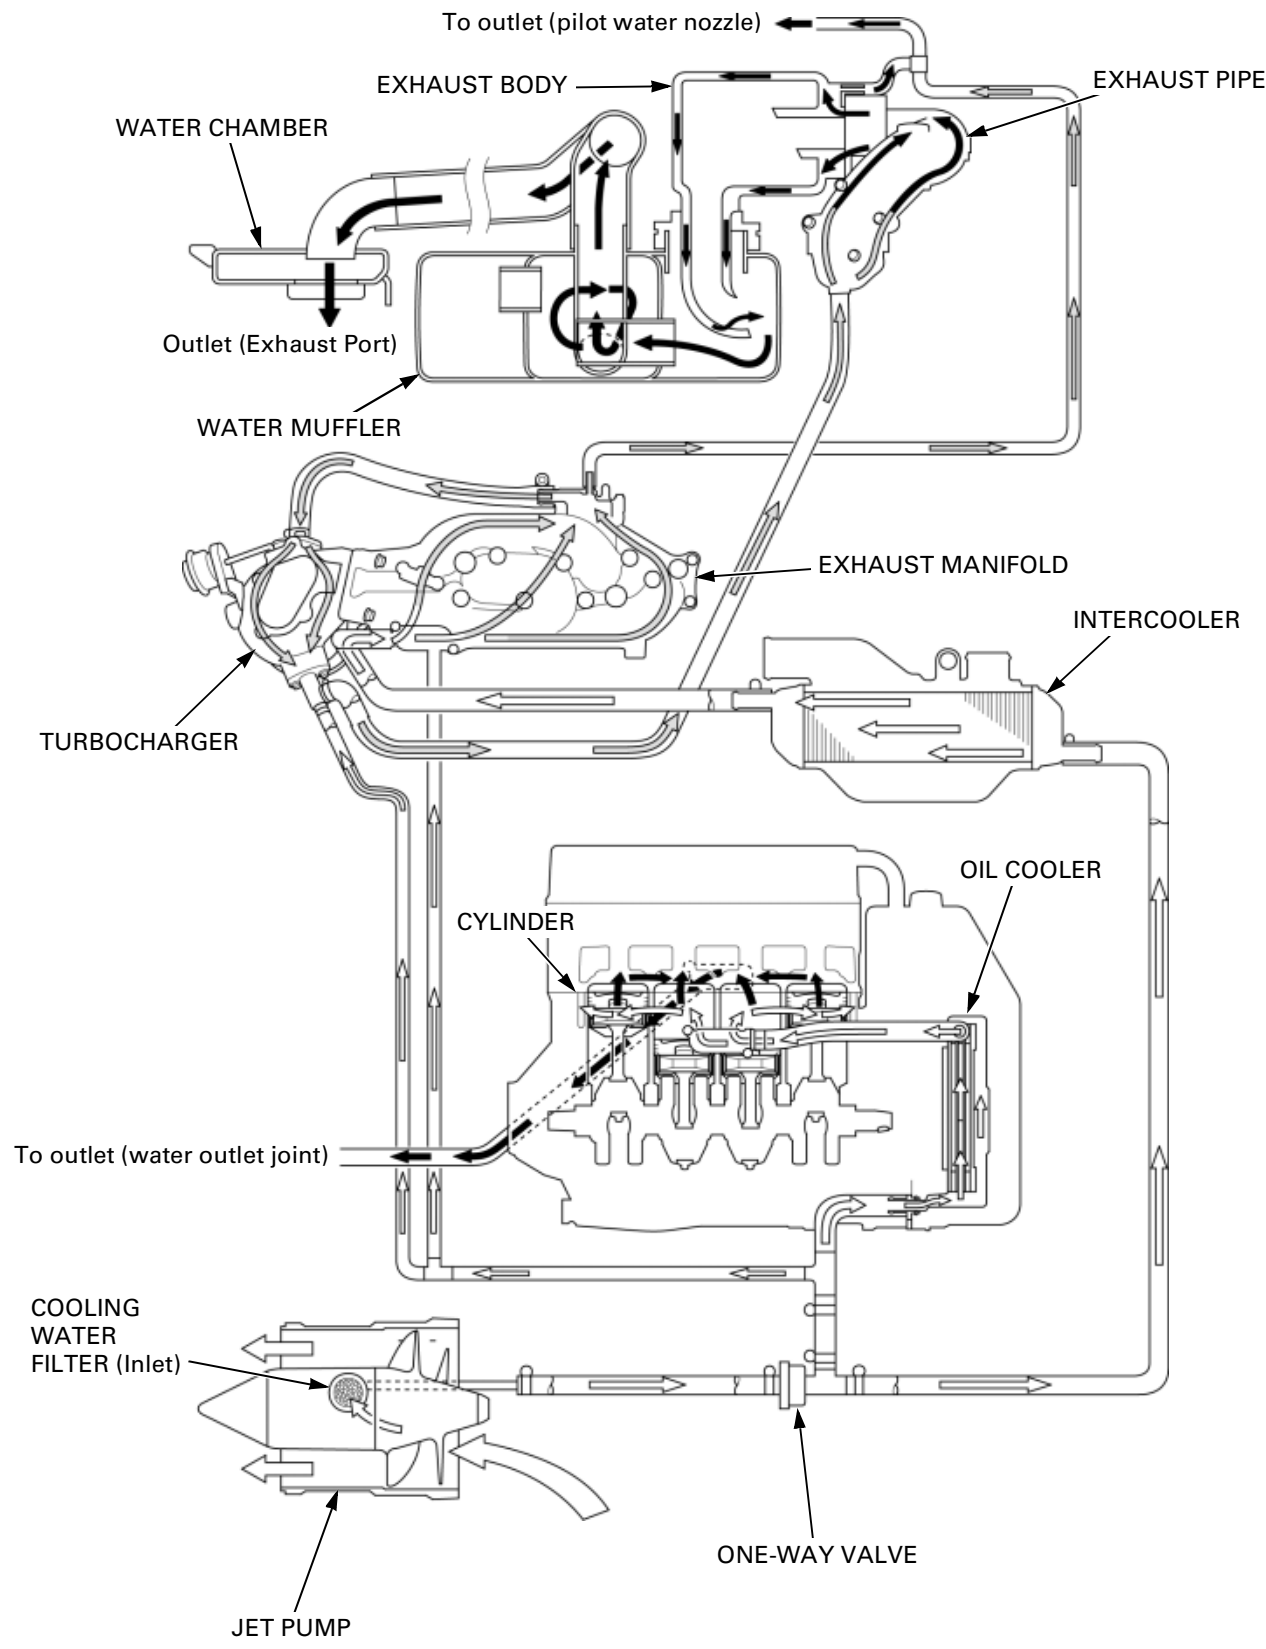 To outlet (pilot water nozzle)
EXHAUST BODY
EXHAUST PIPE
WATER CHAMBER
Outlet (Exhaust Port)
WATER MUFFLER
EXHAUST MANIFOLD
INTERCOOLER
TURBOCHARGER
OIL COOLER
CYLINDER
To outlet (water outlet joint)
COOLING
WATER
FILTER (Inlet)
ONE-WAY VALVE
JET PUMP